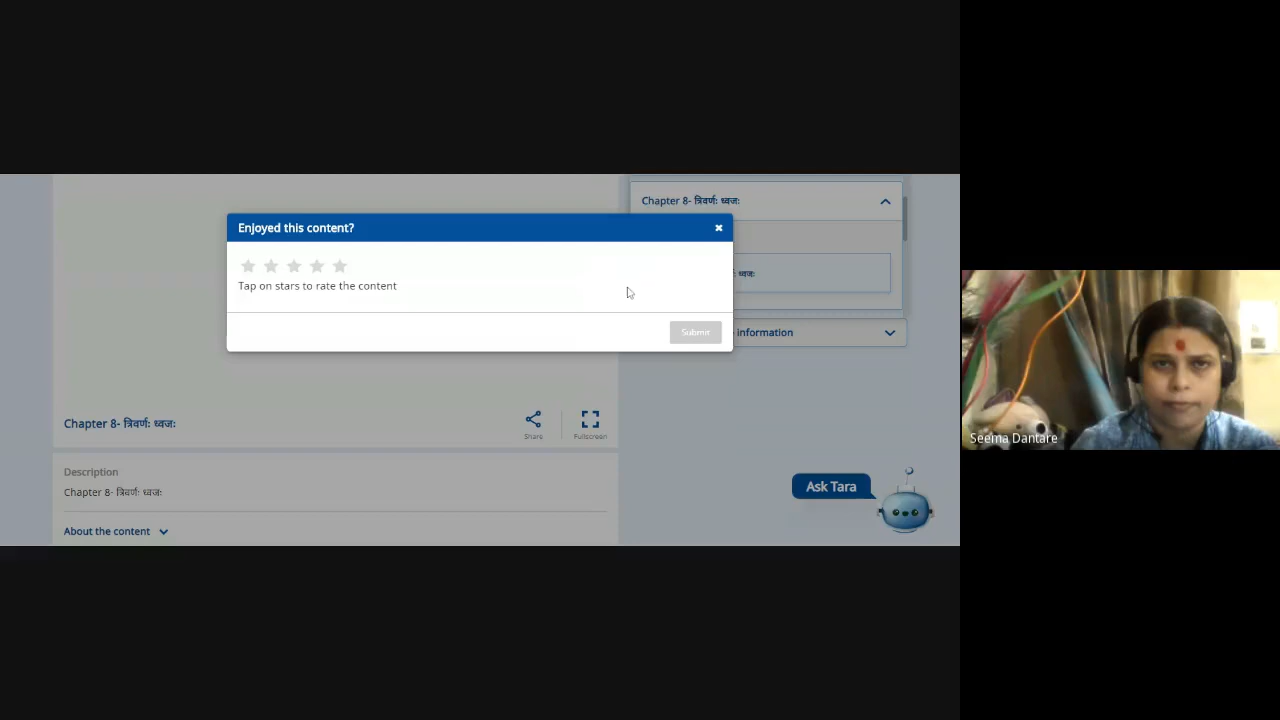 Chapter 8- त्रिवर्णः ध्वजः
Enjoyed this content?
Tap on stars to rate the content
ध्वजः
Submit
information
Chapter 8- त्रिवर्णः ध्वजः
Share
Fullscreen
Seema Dantare
Description
Chapter 8- त्रिवर्णः ध्वजः
Ask Tara
About the content